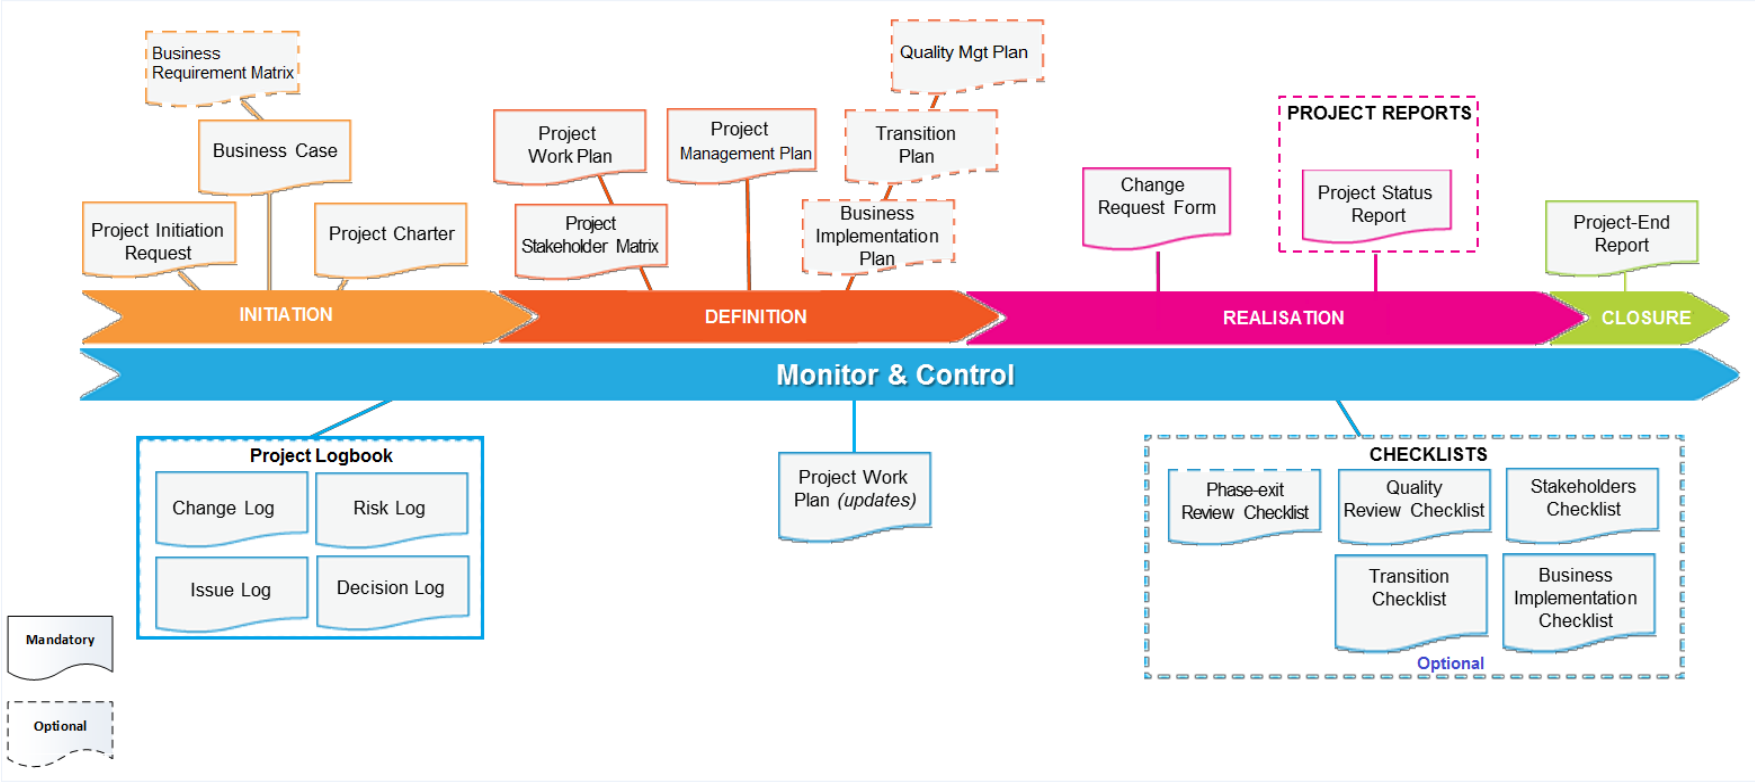 Business
Requirement Matrix
Business Case
Project Initiation
Request
Project Charter
Project
Work Plan
Project
Stakeholder Matrix
Project
Management Plan
Quality Mgt Plan
Transition
Plan
Business
Implementation
Plan
Change
Request Form
PROJECT REPORTS
Project Status
Report
Project-End
Report
INITIATION
DEFINITION
REALISATION
CLOSURE
Monitor & Control
Project Logbook
Change Log
Risk Log
Issue Log
Decision Log
Project Work
Plan (updates)
CHECKLISTS
Phase-exit
Review Checklist
Quality
Review Checklist
Stakeholders
Checklist
Transition
Checklist
Business
Implementation
Checklist
Optional
Mandatory
Optional